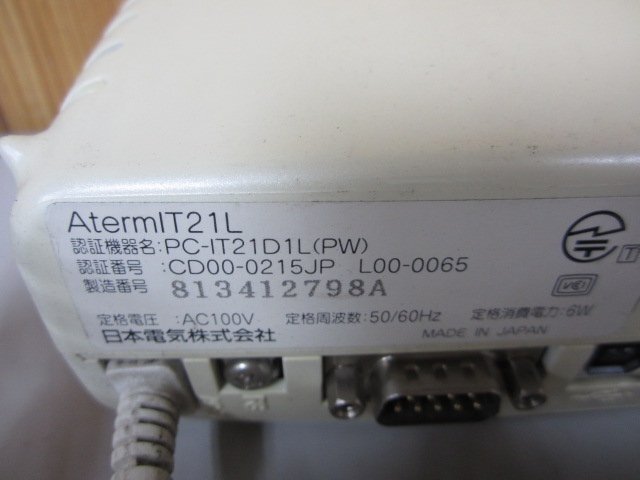 AtermIT21L
認証機器名:PC-IT21D1L(PW)
認証番号 :CD00-0215JP L00-0065
製造番号 813412798A
定格電圧 :AC100V 定格周波数:50/60Hz 定格消費電力:6W
日本電気株式会社 MADE IN JAPAN